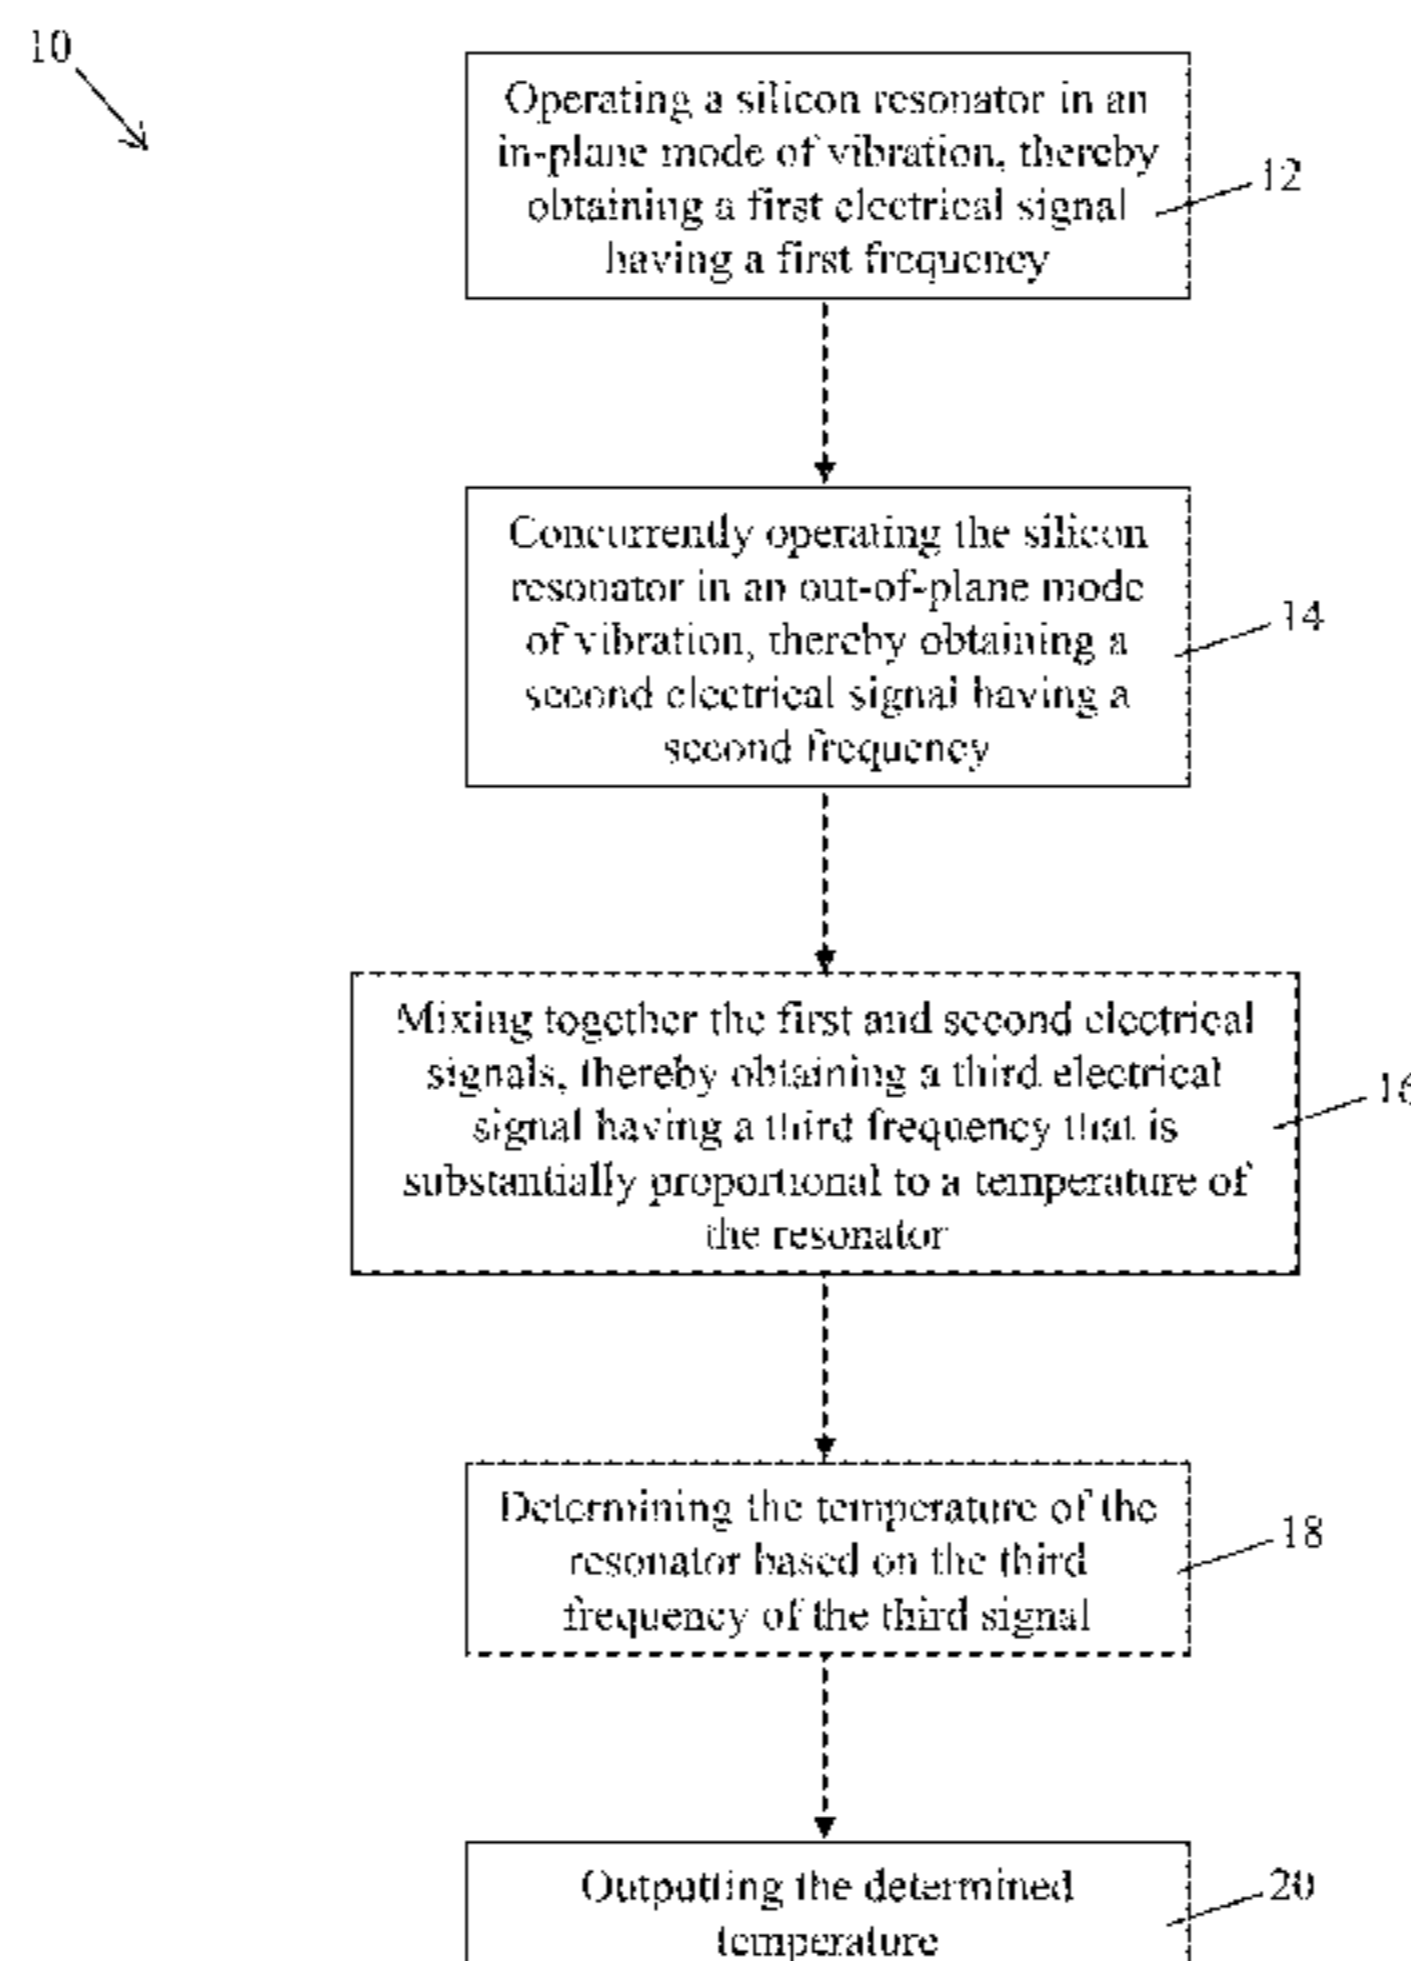 10
Operating a silicon resonator in an
in-plane mode of vibration, thereby
obtaining a first electrical signal
having a first frequency
12
Concurrently operating the silicon
resonator in an out-of-plane mode
of vibration, thereby obtaining a
second electrical signal having a
second frequency
14
Mixing together the first and second electrical
signals, thereby obtaining a third electrical
signal having a third frequency that is
substantially proportional to a temperature of
the resonator
16
Determining the temperature of the
resonator based on the third
frequency of the third signal
18
Outputting the determined
temperature
20